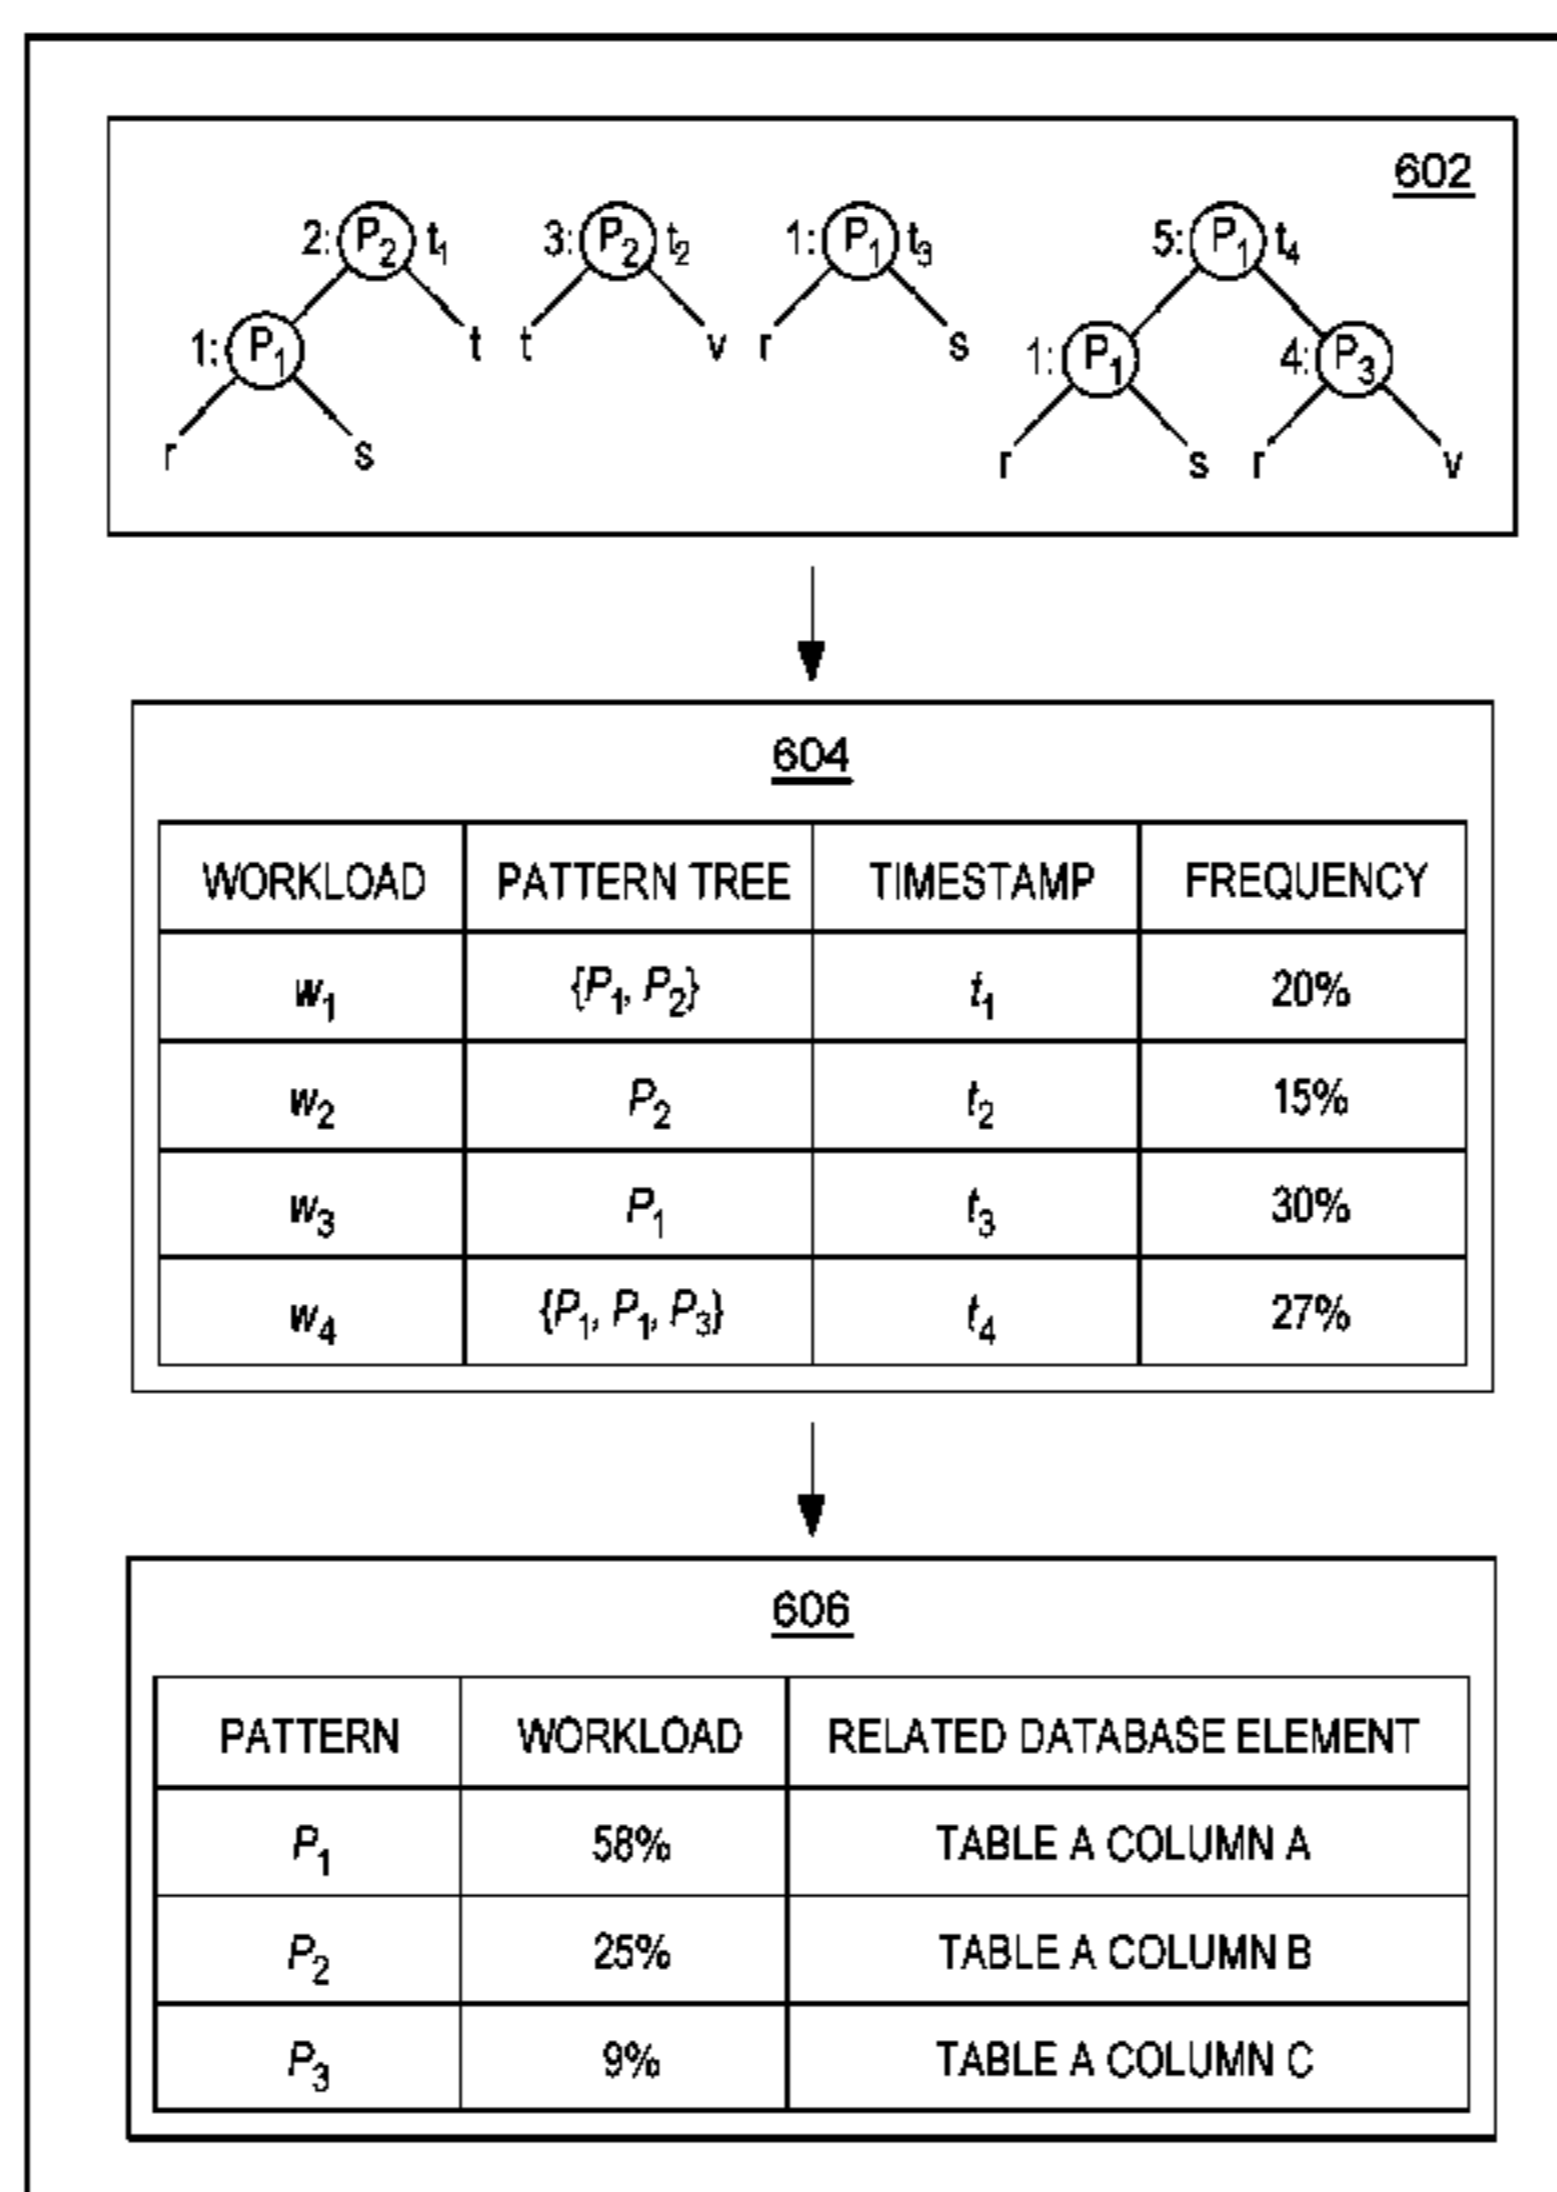 602
2: P2 t1 3: P2 t2 1: P1 t3 5: P1 t4
1: P1 t t v r s 1: P1 4: P3
r s r s r v
604
WORKLOAD PATTERN TREE TIMESTAMP FREQUENCY
w1 {P1, P2} t1 20%
w2 P2 t2 15%
w3 P1 t3 30%
w4 {P1, P1, P3} t4 27%
606
PATTERN WORKLOAD RELATED DATABASE ELEMENT
P1 58% TABLE A COLUMN A
P2 25% TABLE A COLUMN B
P3 9% TABLE A COLUMN C